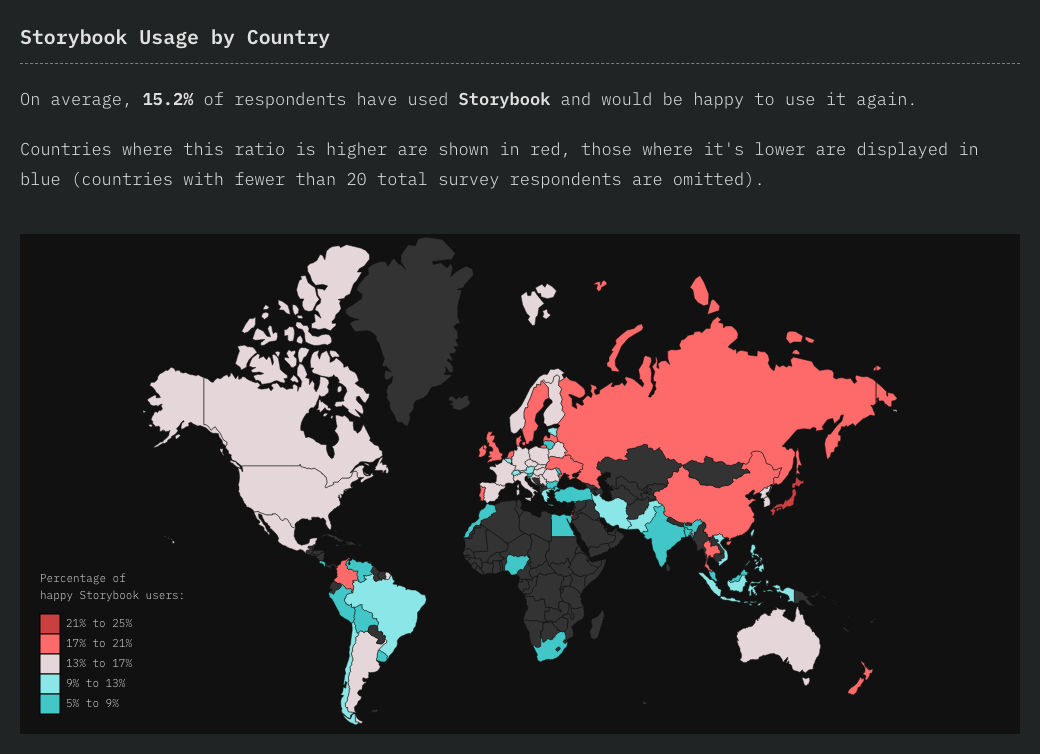 Storybook Usage by Country
On average, 15.2% of respondents have used Storybook and would be happy to use it again.
Countries where this ratio is higher are shown in red, those where it's lower are displayed in
blue (countries with fewer than 20 total survey respondents are omitted).
Percentage of
happy Storybook users:
21% to 25%
17% to 21%
13% to 17%
9% to 13%
5% to 9%